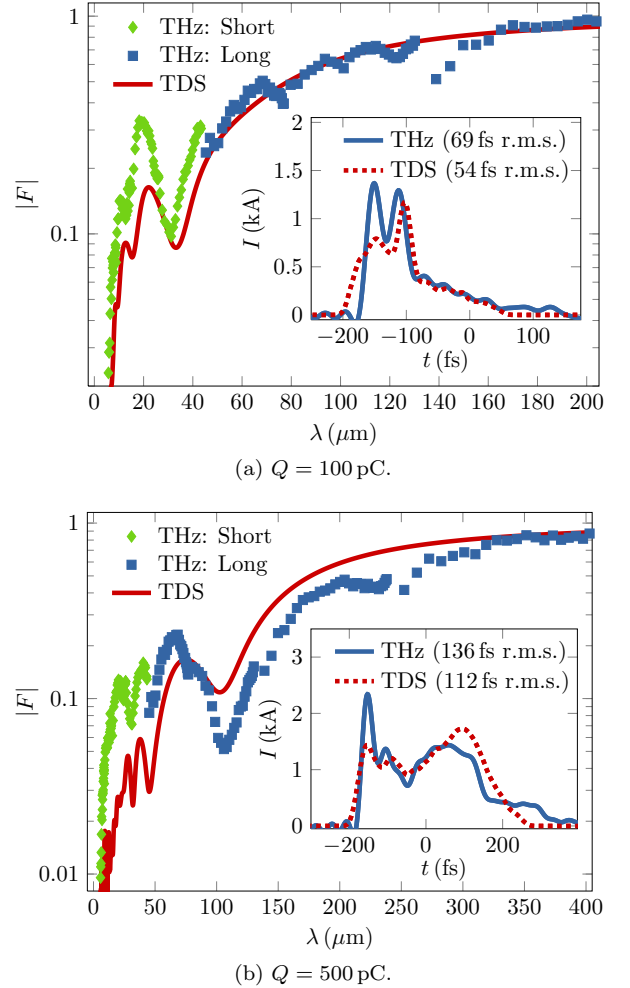 1
THz: Short
THz: Long
TDS
|F|
0.1
2
THz (69 fs r.m.s.)
TDS (54 fs r.m.s.)
1.5
I (kA)
1
0.5
0
−200 −100 0 100
t (fs)
0 20 40 60 80 100 120 140 160 180 200
λ (μm)
(a) Q = 100 pC.
1
THz: Short
THz: Long
TDS
|F|
0.1
0.01
THz (136 fs r.m.s.)
TDS (112 fs r.m.s.)
3
I (kA)
2
1
0
−200 0 200
t (fs)
0 50 100 150 200 250 300 350 400
λ (μm)
(b) Q = 500 pC.